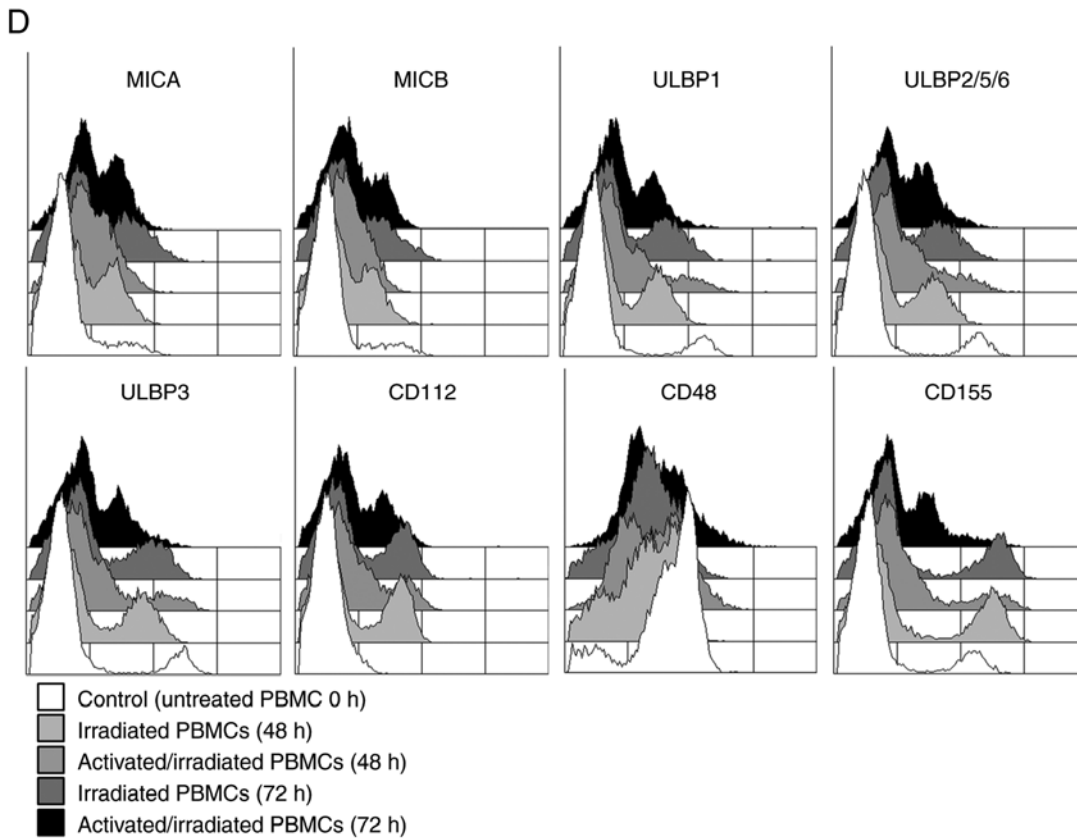 D
MICA MICB ULBP1 ULBP2/5/6
ULBP3 CD112 CD48 CD155
Control (untreated PBMC 0 h)
Irradiated PBMCs (48 h)
Activated/irradiated PBMCs (48 h)
Irradiated PBMCs (72 h)
Activated/irradiated PBMCs (72 h)